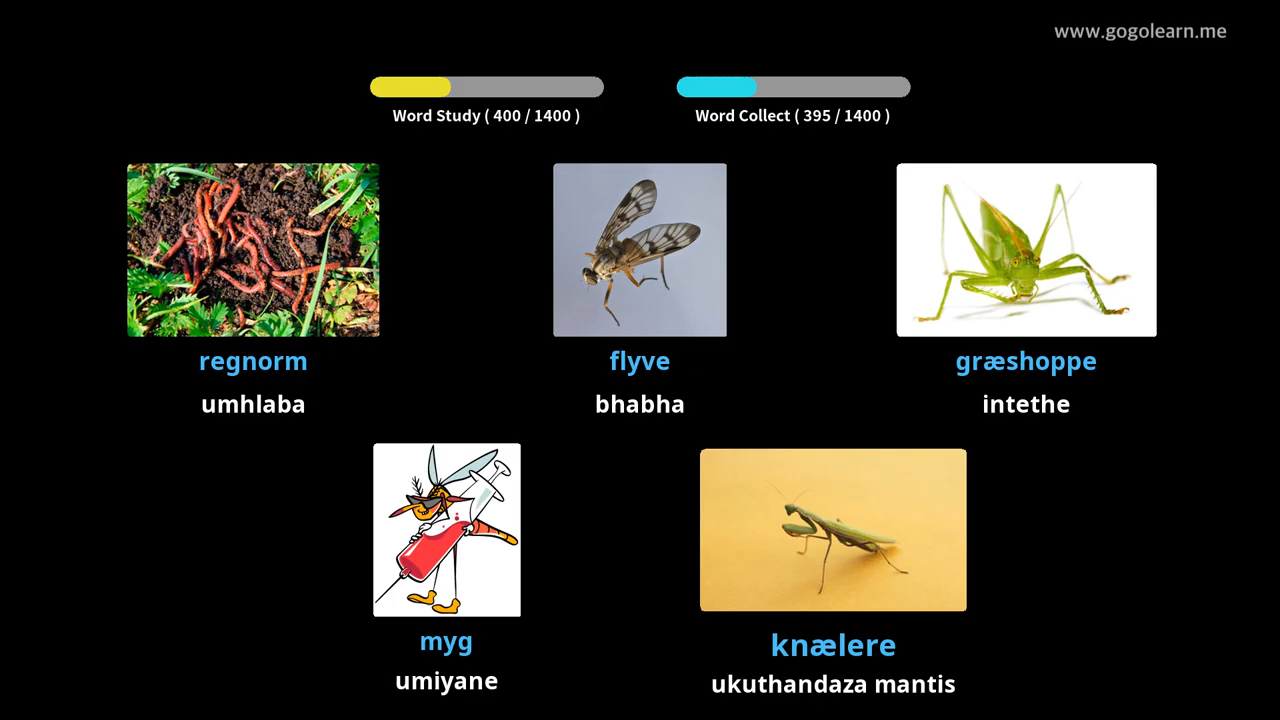 www.gogolearn.me
Word Study ( 400 / 1400 )
Word Collect ( 395 / 1400 )
regnorm
umhlaba
flyve
bhabha
græshoppe
intethe
myg
umiyane
knælere
ukuthandaza mantis